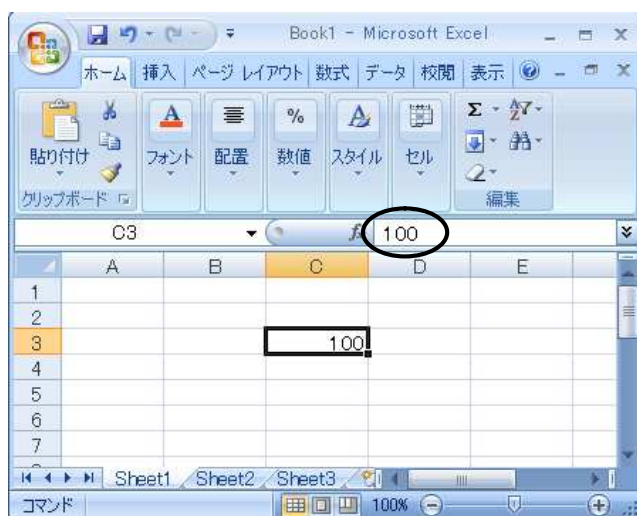 Book1 - Microsoft Excel
ホーム 挿入 ページ レイアウト 数式 データ 校閲 表示
貼り付け フォント 配置 % 数値 スタイル セル Σ
クリップボード 編集
C3 fx 100
A B C D E
1
2
3 100
4
5
6
7
Sheet1 Sheet2 Sheet3
コマンド 100%